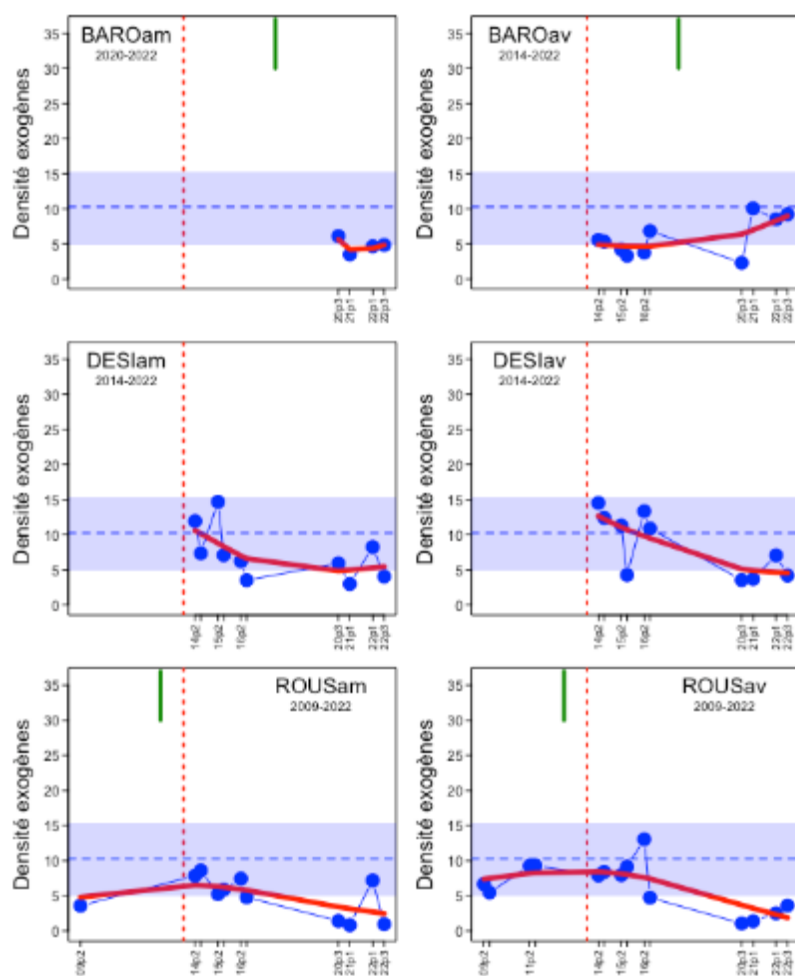 BAROam
2020-2022
Densité exogènes
35
30
25
20
15
10
5
0
20p3
21p1
22p1
22p3
BAROav
2014-2022
Densité exogènes
35
30
25
20
15
10
5
0
14p2
15p2
16p2
20p3
21p1
22p1
22p3
DESIam
2014-2022
Densité exogènes
35
30
25
20
15
10
5
0
14p2
15p2
16p2
20p3
21p1
22p1
22p3
DESIav
2014-2022
Densité exogènes
35
30
25
20
15
10
5
0
14p2
15p2
16p2
20p3
21p1
22p1
22p3
ROUSam
2009-2022
Densité exogènes
35
30
25
20
15
10
5
0
09p2
14p2
15p2
16p2
20p3
21p1
22p1
22p3
ROUSav
2009-2022
Densité exogènes
35
30
25
20
15
10
5
0
09p2
11p2
14p2
15p2
16p2
20p3
21p1
22p1
22p3